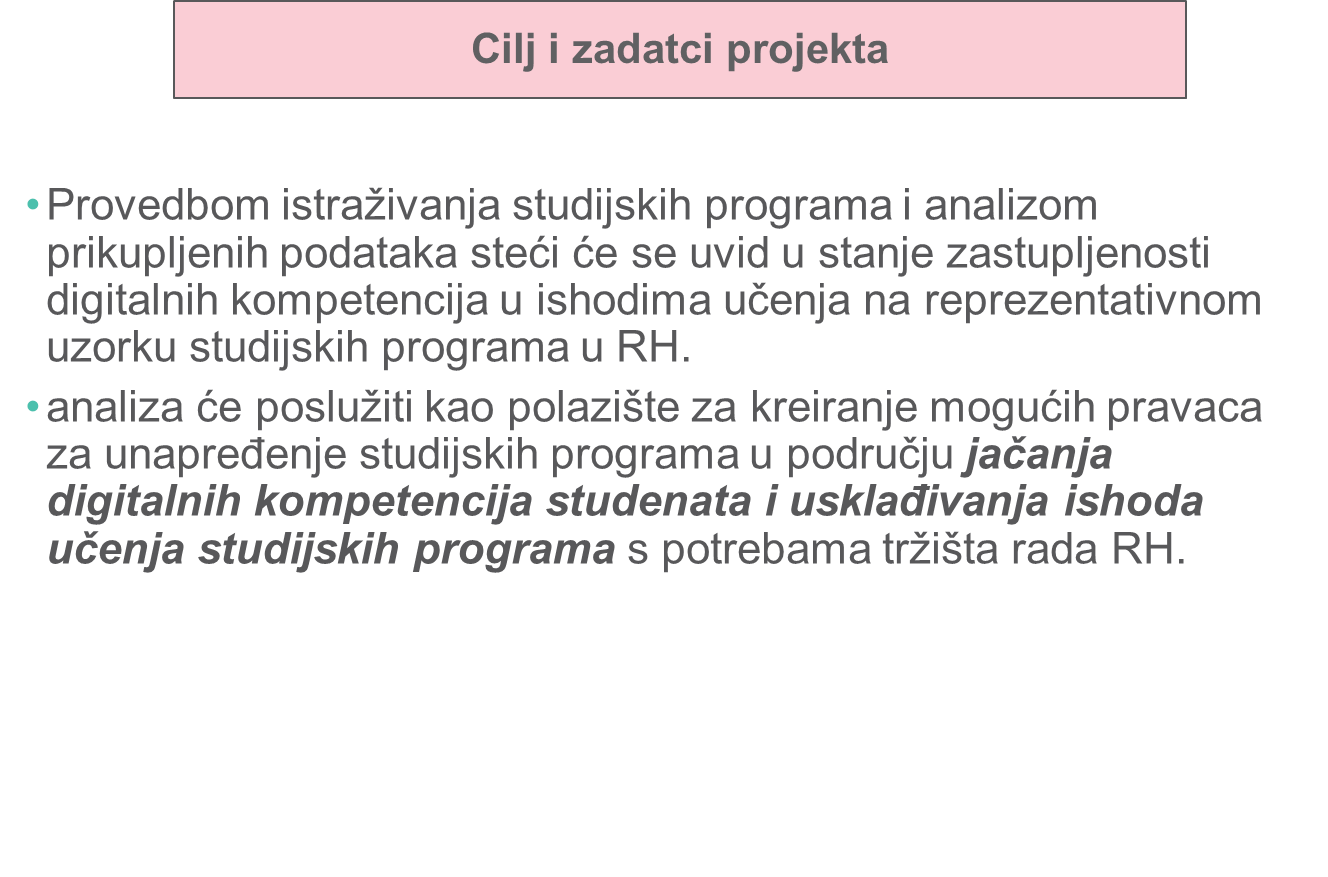 Cilj i zadatci projekta
•Provedbom istraživanja studijskih programa i analizom
prikupljenih podataka steći će se uvid u stanje zastupljenosti
digitalnih kompetencija u ishodima učenja na reprezentativnom
uzorku studijskih programa u RH.
•analiza će poslužiti kao polazište za kreiranje mogućih pravaca
za unapređenje studijskih programa u području jačanja
digitalnih kompetencija studenata i usklađivanja ishoda
učenja studijskih programa s potrebama tržišta rada RH.